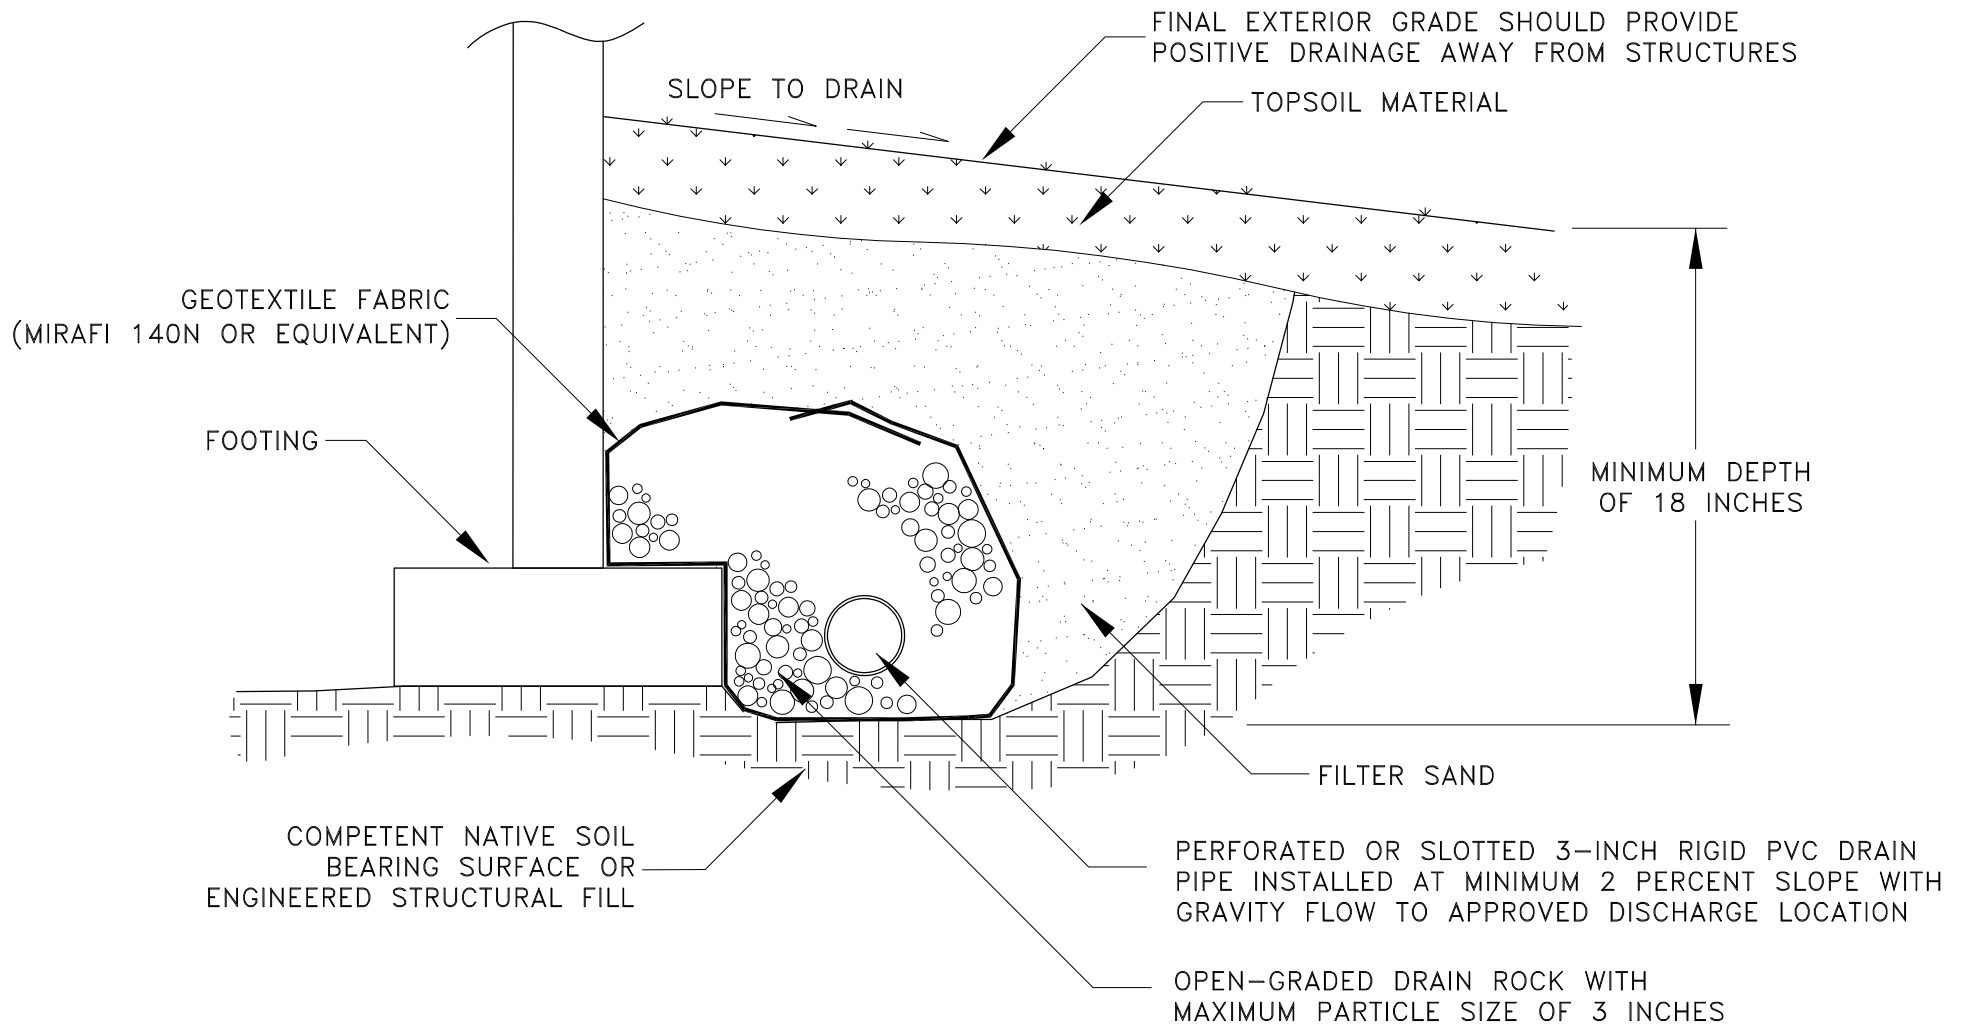 FINAL EXTERIOR GRADE SHOULD PROVIDE
POSITIVE DRAINAGE AWAY FROM STRUCTURES
SLOPE TO DRAIN
TOPSOIL MATERIAL
GEOTEXTILE FABRIC
(MIRAFI 140N OR EQUIVALENT)
FOOTING
MINIMUM DEPTH
OF 18 INCHES
FILTER SAND
COMPETENT NATIVE SOIL
BEARING SURFACE OR
ENGINEERED STRUCTURAL FILL
PERFORATED OR SLOTTED 3-INCH RIGID PVC DRAIN
PIPE INSTALLED AT MINIMUM 2 PERCENT SLOPE WITH
GRAVITY FLOW TO APPROVED DISCHARGE LOCATION
OPEN-GRADED DRAIN ROCK WITH
MAXIMUM PARTICLE SIZE OF 3 INCHES